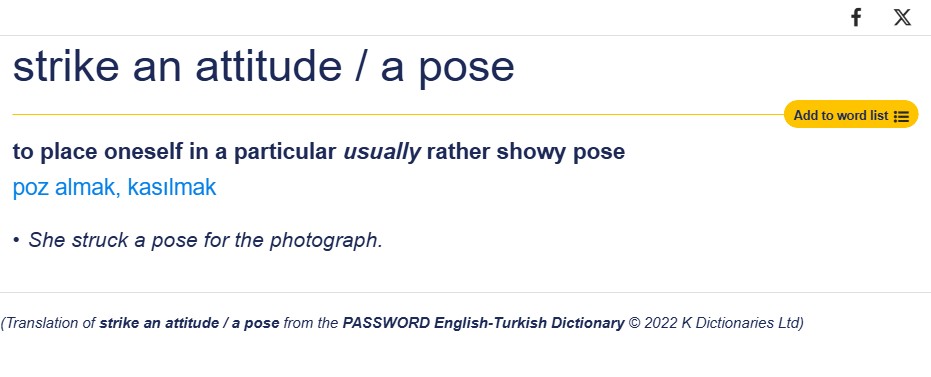 strike an attitude / a pose
Add to word list
to place oneself in a particular usually rather showy pose
poz almak, kasılmak
• She struck a pose for the photograph.
(Translation of strike an attitude / a pose from the PASSWORD English-Turkish Dictionary © 2022 K Dictionaries Ltd)